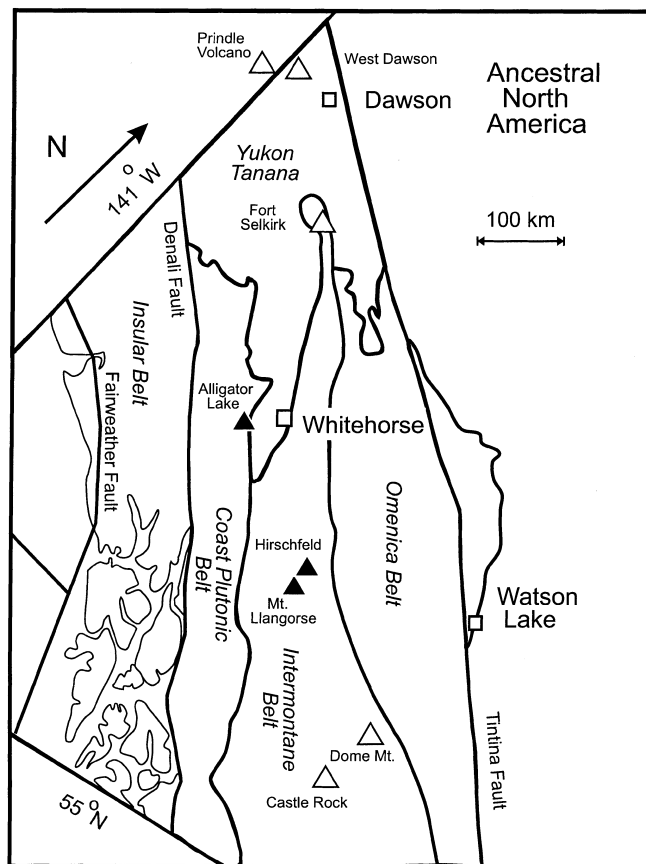 Prindle
Volcano
West Dawson
Dawson
Ancestral
North
America
N
141° W
Yukon
Tanana
Fort
Selkirk
100 km
Denali Fault
Insular Belt
Fairweather Fault
Alligator
Lake
Whitehorse
Coast Plutonic
Belt
Omenica Belt
Hirschfeld
Mt.
Llangorse
Watson
Lake
Intermontane
Belt
Dome Mt.
Castle Rock
Tintina Fault
55°N